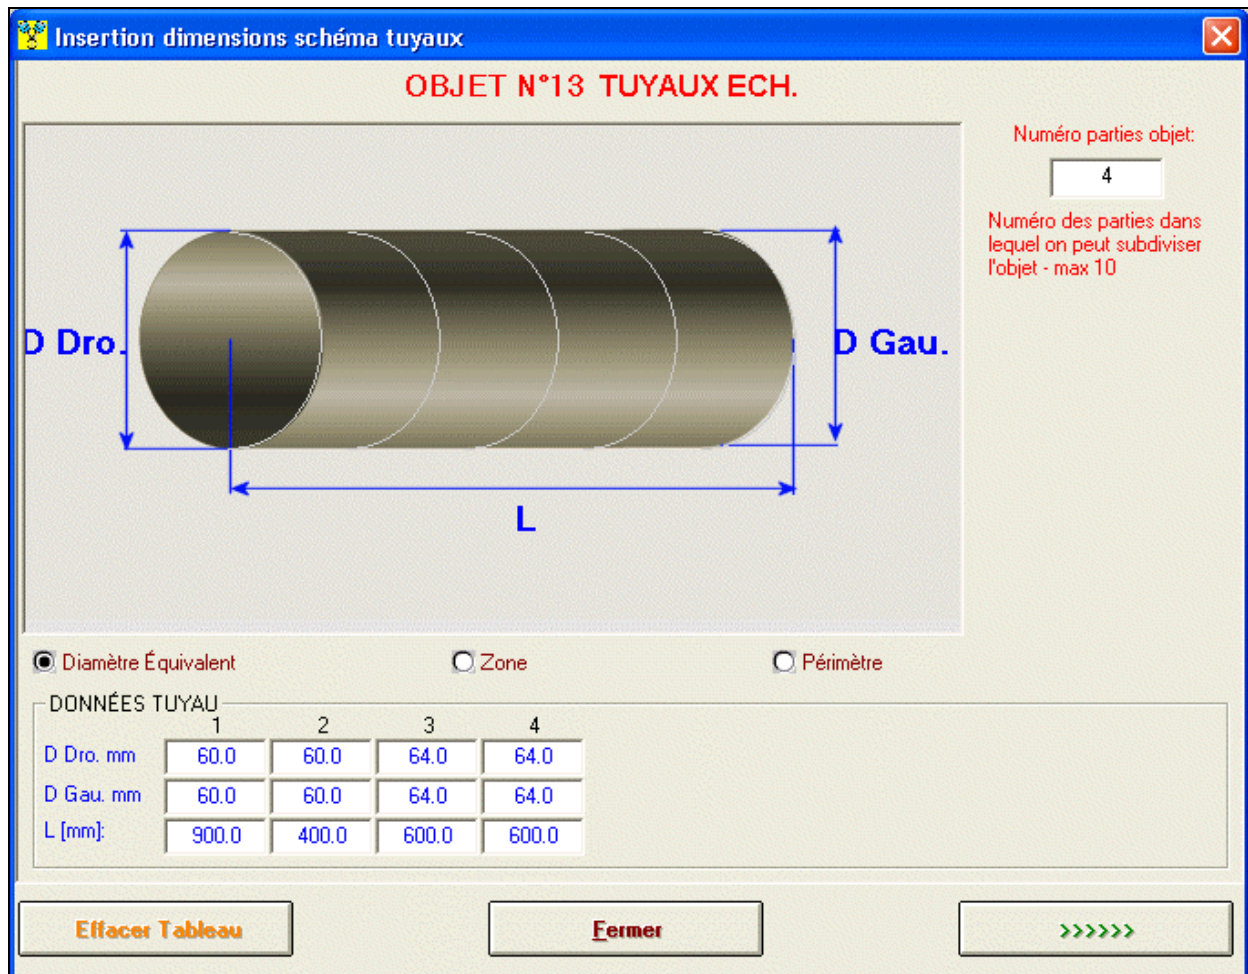 Insertion dimensions schéma tuyaux
OBJET N°13 TUYAUX ECH.
Numéro parties objet:
4
Numéro des parties dans
lequel on peut subdiviser
l'objet - max 10
D Dro.
D Gau.
L
Diamètre Équivalent
Zone
Périmètre
DONNÉES TUYAU
1 2 3 4
D Dro. mm 60.0 60.0 64.0 64.0
D Gau. mm 60.0 60.0 64.0 64.0
L [mm]: 900.0 400.0 600.0 600.0
Effacer Tableau
Fermer
>>>>>>